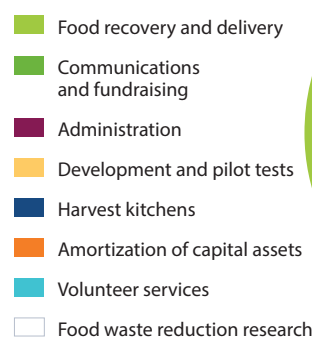 Food recovery and delivery
Communications
and fundraising
Administration
Development and pilot tests
Harvest kitchens
Amortization of capital assets
Volunteer services
Food waste reduction research